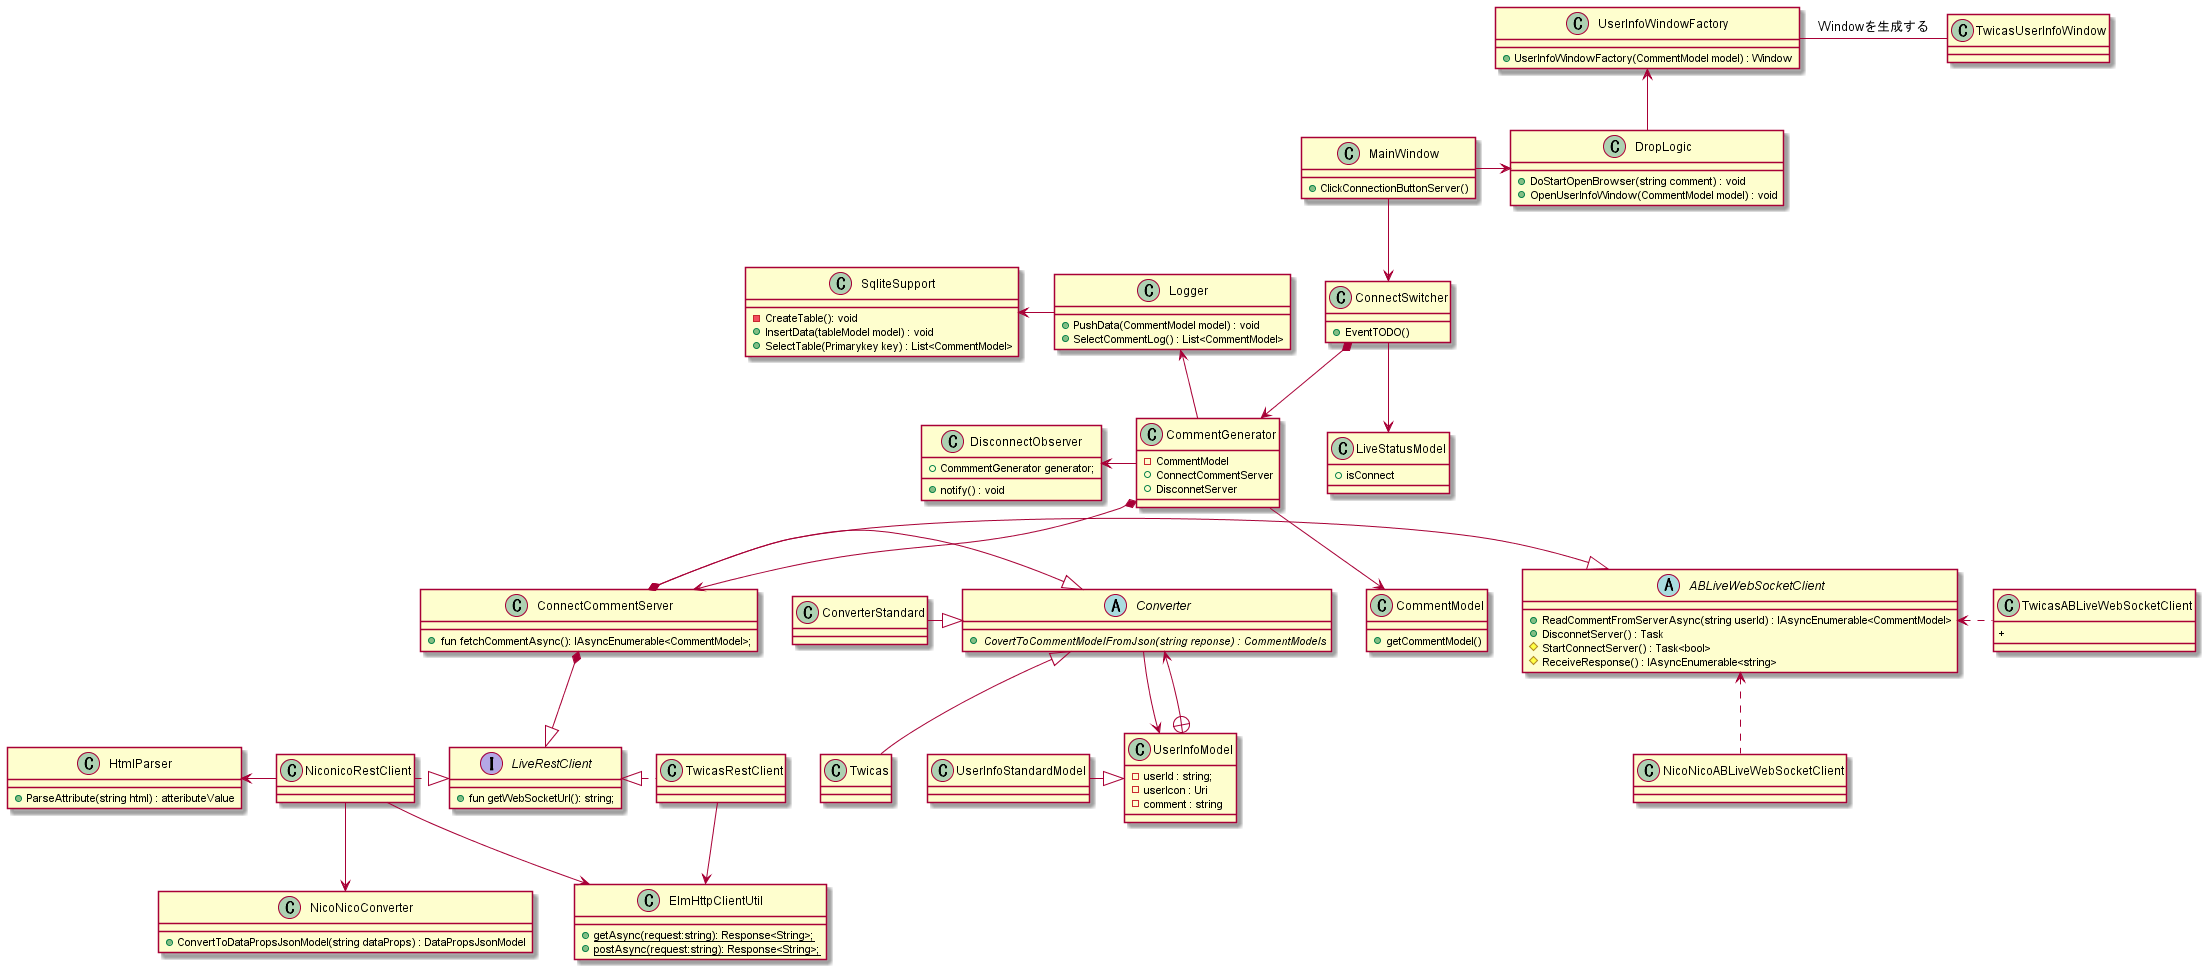 C UserInfoWindowFactory
UserInfoWindowFactory(CommentModel model) : Window
Windowを生成する
C TwicasUserInfoWindow
C MainWindow
ClickConnectionButtonServer()
C DropLogic
DoStartOpenBrowser(string comment) : void
OpenUserInfoWindow(CommentModel model) : void
C SqliteSupport
CreateTable(): void
InsertData(tableModel model) : void
SelectTable(Primarykey key) : List<CommentModel>
C Logger
PushData(CommentModel model) : void
SelectCommentLog() : List<CommentModel>
C ConnectSwitcher
EventTODO()
C DisconnectObserver
CommmentGenerator generator;
notify() : void
C CommentGenerator
CommentModel
ConnectCommentServer
DisconnetServer
C LiveStatusModel
isConnect
C ConnectCommentServer
fun fetchCommentAsync(): IAsyncEnumerable<CommentModel>;
C ConverterStandard
A Converter
CovertToCommentModelFromJson(string reponse) : CommentModels
C CommentModel
getCommentModel()
A ABLiveWebSocketClient
ReadCommentFromServerAsync(string userId) : IAsyncEnumerable<CommentModel>
DisconnetServer() : Task
StartConnectServer() : Task<bool>
ReceiveResponse() : IAsyncEnumerable<string>
C TwicasABLiveWebSocketClient
+
C HtmlParser
ParseAttribute(string html) : atteributeValue
C NiconicoRestClient
I LiveRestClient
fun getWebSocketUrl(): string;
C TwicasRestClient
C Twicas
C UserInfoStandardModel
C UserInfoModel
userId : string;
userIcon : Uri
comment : string
C NicoNicoABLiveWebSocketClient
C NicoNicoConverter
ConvertToDataPropsJsonModel(string dataProps) : DataPropsJsonModel
C ElmHttpClientUtil
getAsync(request:string): Response<String>;
postAsync(request:string): Response<String>;